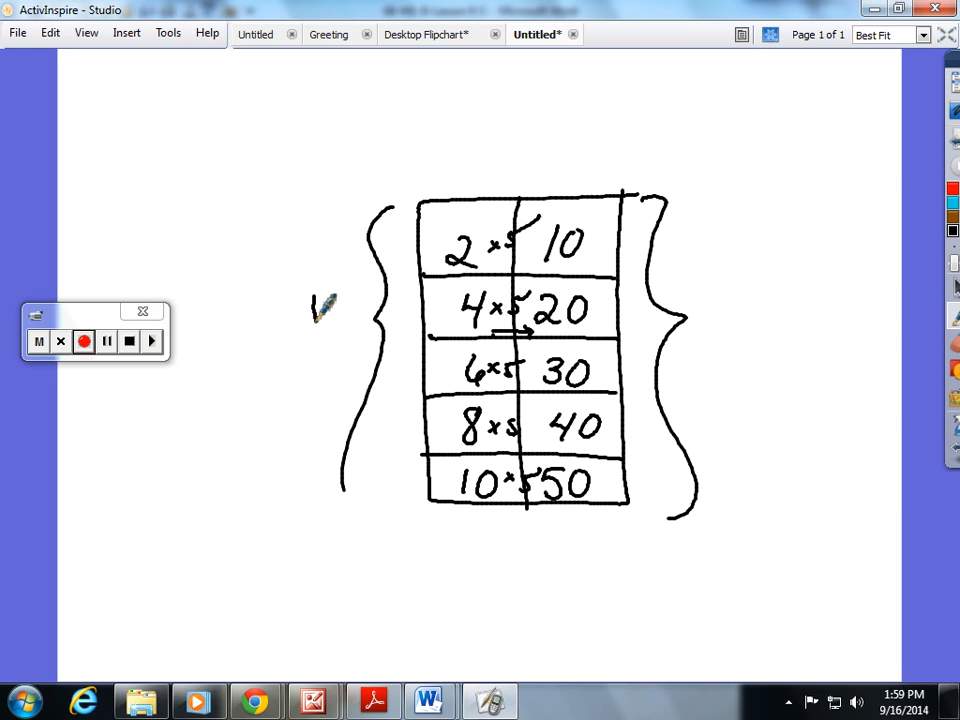 ActivInspire - Studio
File Edit View Insert Tools Help Untitled Greeting Desktop Flipchart* Untitled* Page 1 of 1 Best Fit
2 x 5 10
4 x 5 20
6 x 5 30
8 x 5 40
10 x 5 50
M
1:59 PM
9/16/2014